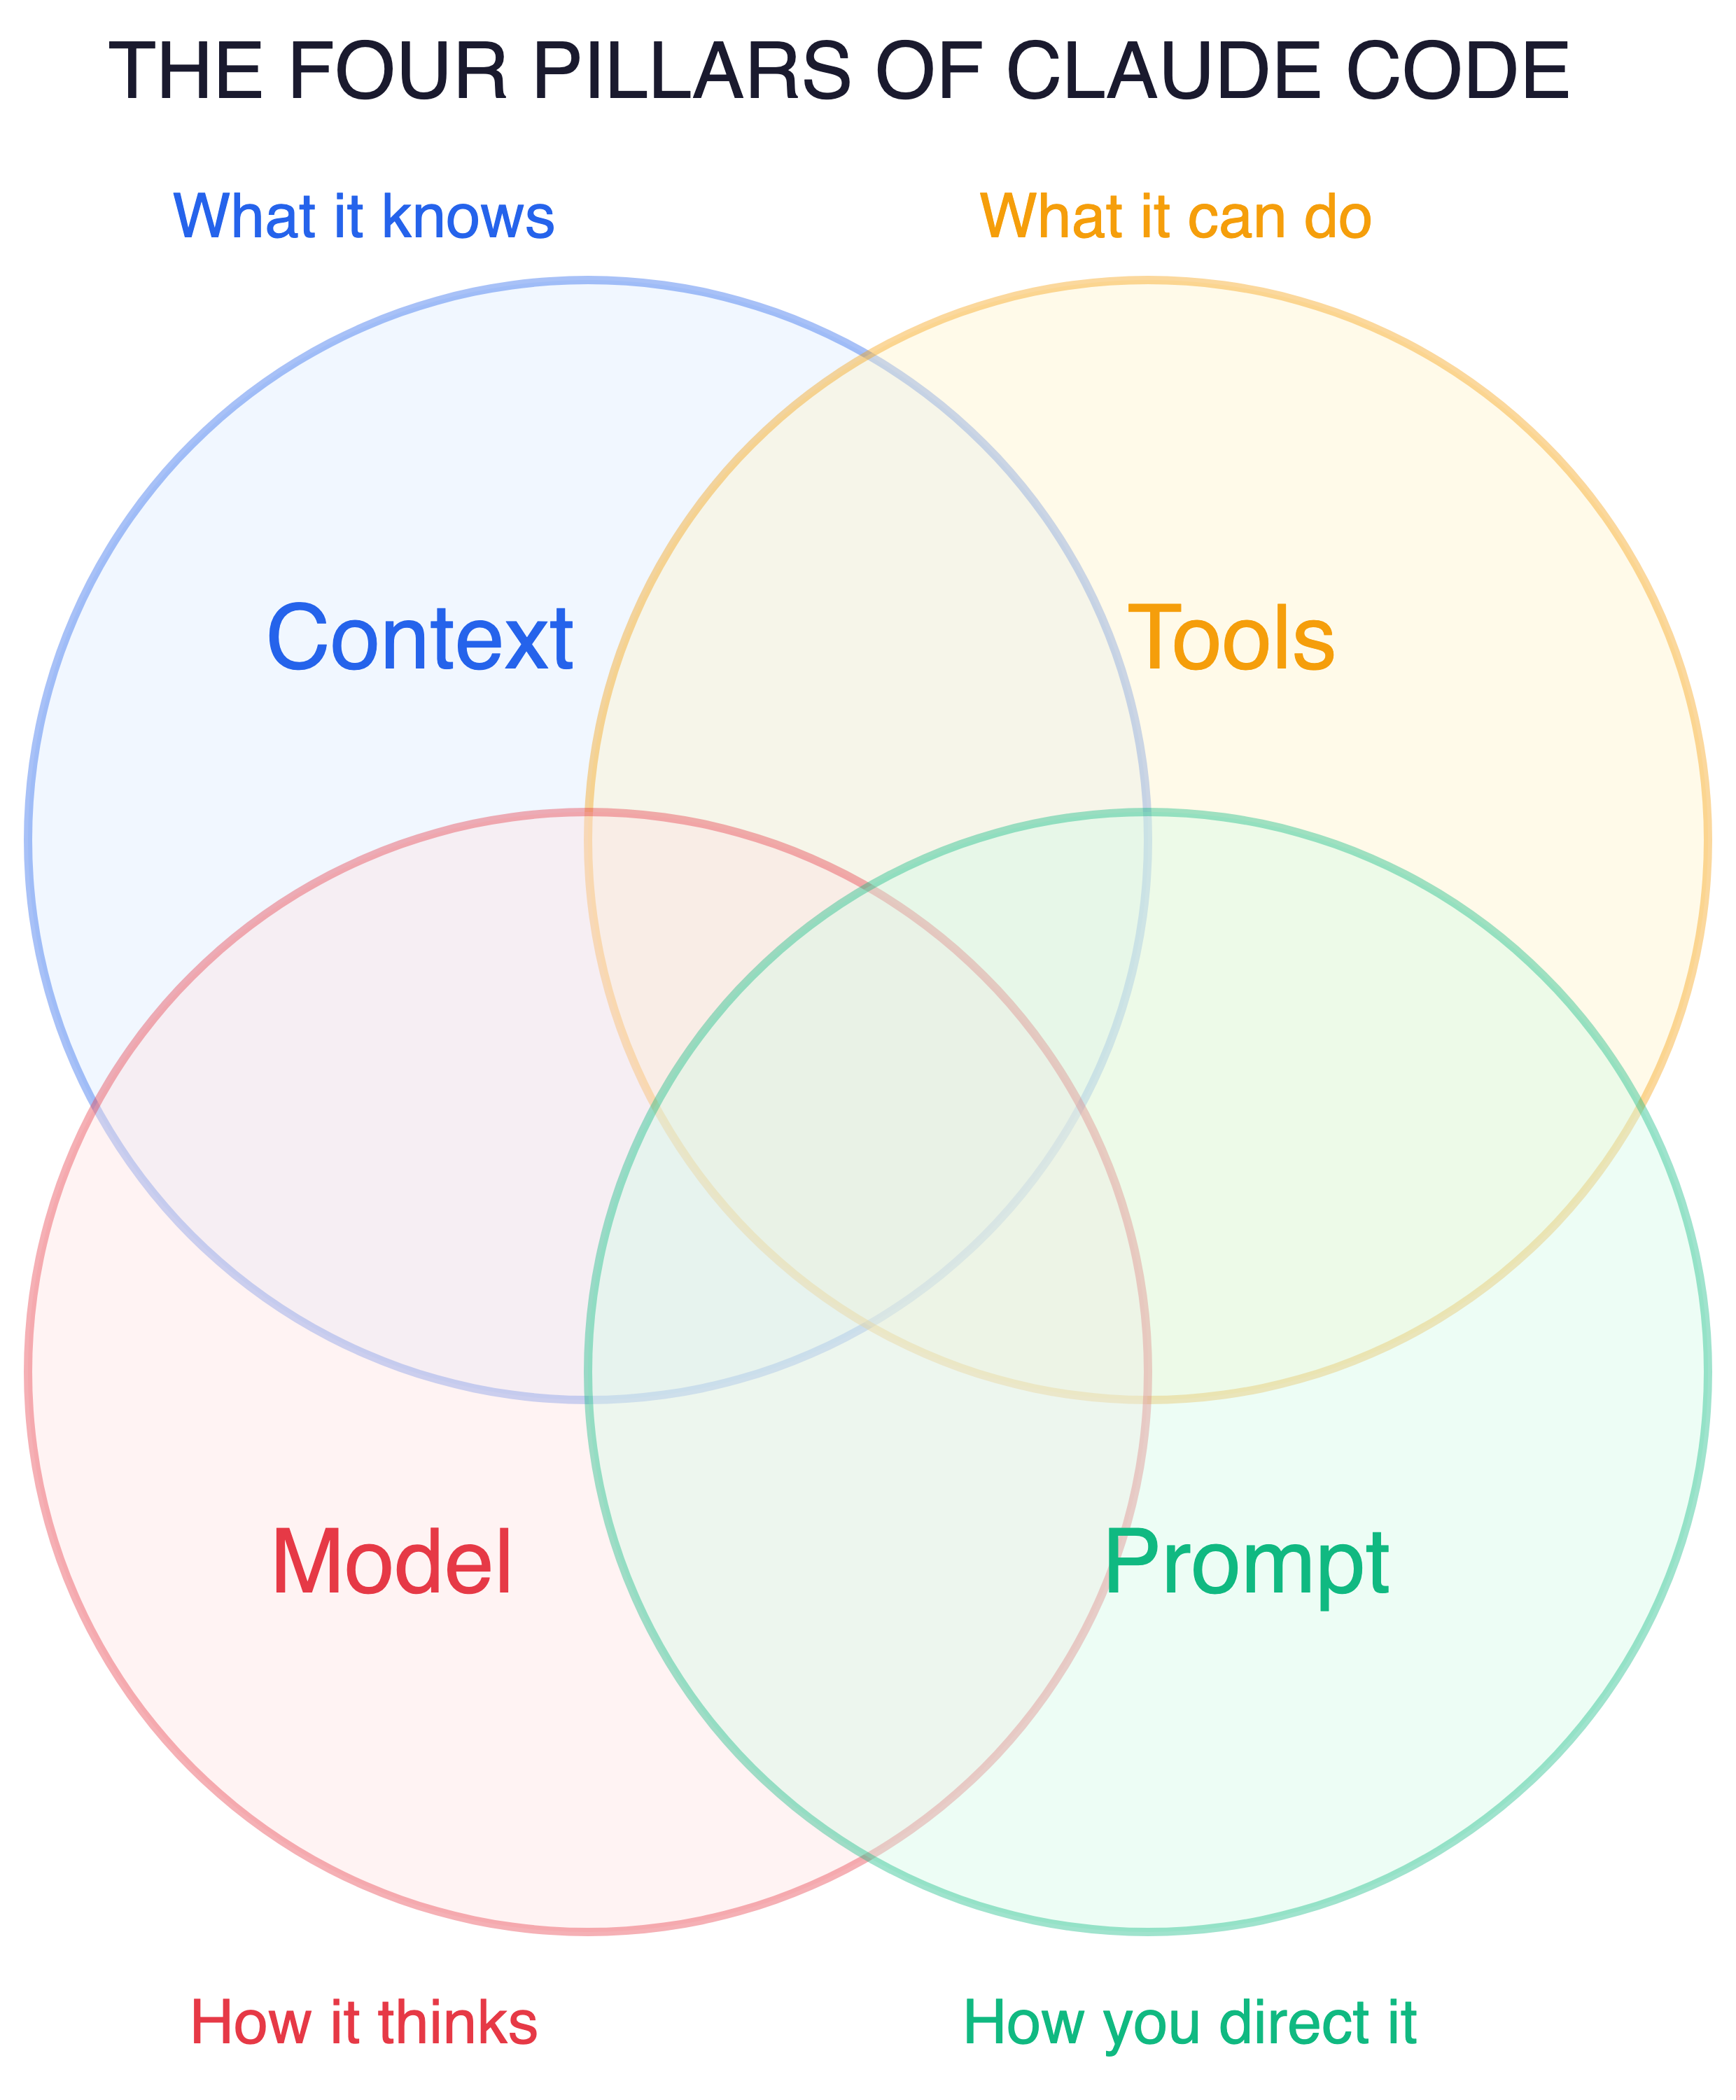 THE FOUR PILLARS OF CLAUDE CODE
What it knows
What it can do
Context
Tools
Model
Prompt
How it thinks
How you direct it